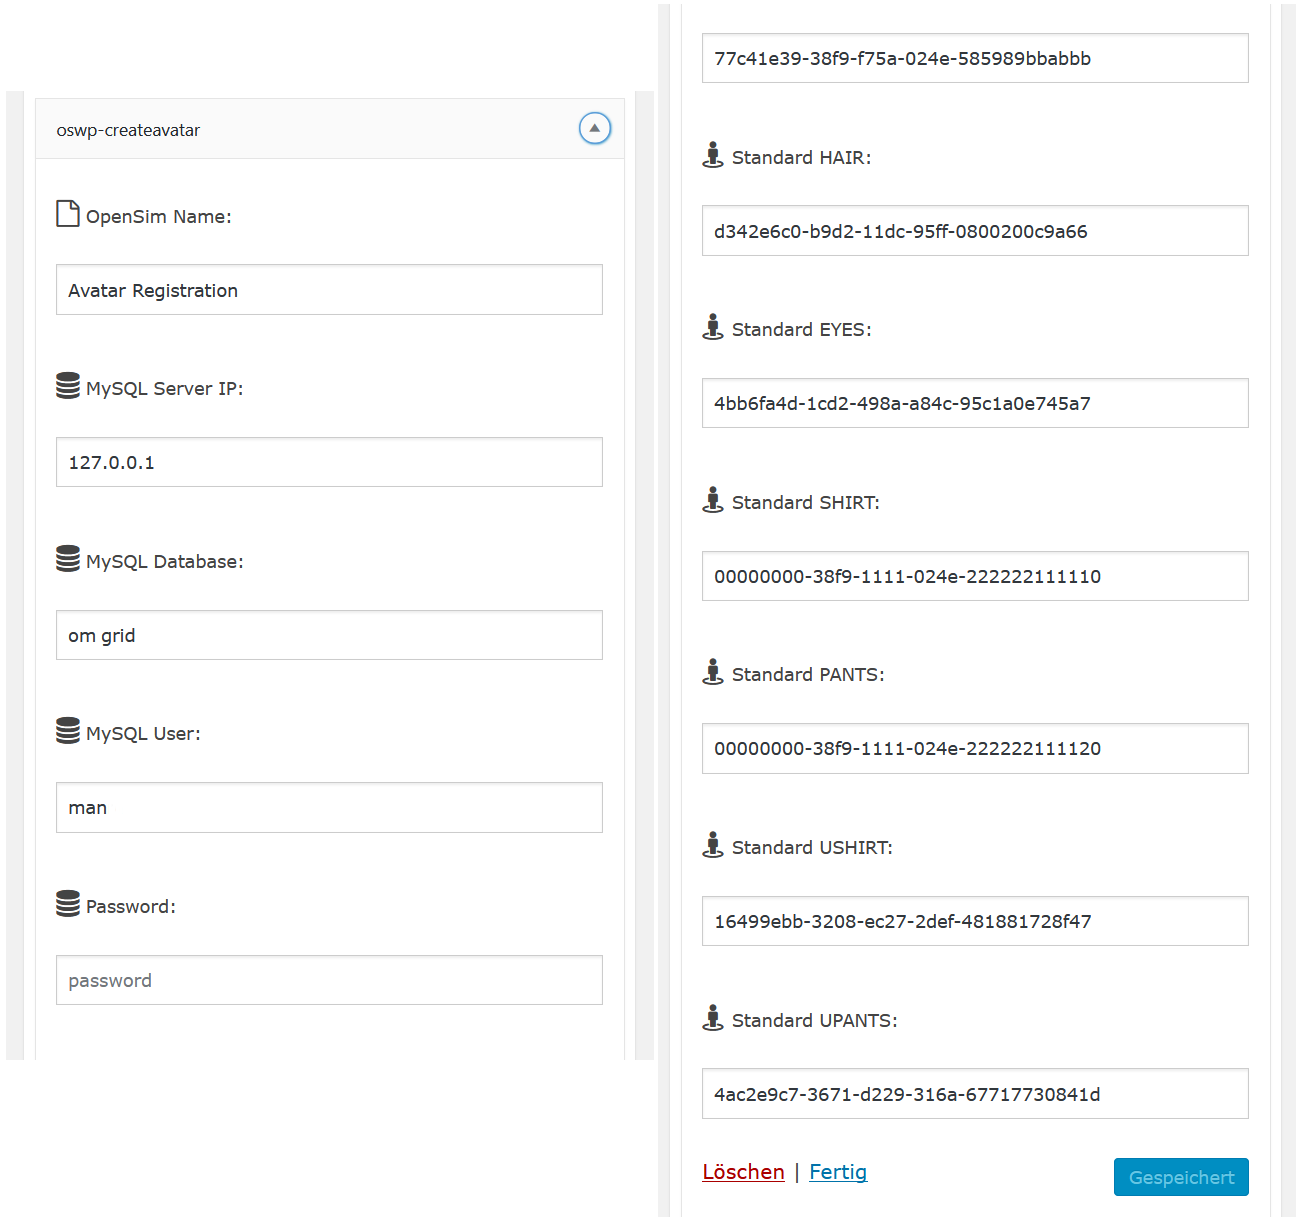 oswp-createavatar
OpenSim Name:
Avatar Registration
MySQL Server IP:
127.0.0.1
MySQL Database:
om grid
MySQL User:
man
Password:
password
77c41e39-38f9-f75a-024e-585989bbabbb
Standard HAIR:
d342e6c0-b9d2-11dc-95ff-0800200c9a66
Standard EYES:
4bb6fa4d-1cd2-498a-a84c-95c1a0e745a7
Standard SHIRT:
00000000-38f9-1111-024e-222222111110
Standard PANTS:
00000000-38f9-1111-024e-222222111120
Standard USHIRT:
16499ebb-3208-ec27-2def-481881728f47
Standard UPANTS:
4ac2e9c7-3671-d229-316a-67717730841d
Löschen | Fertig
Gespeichert